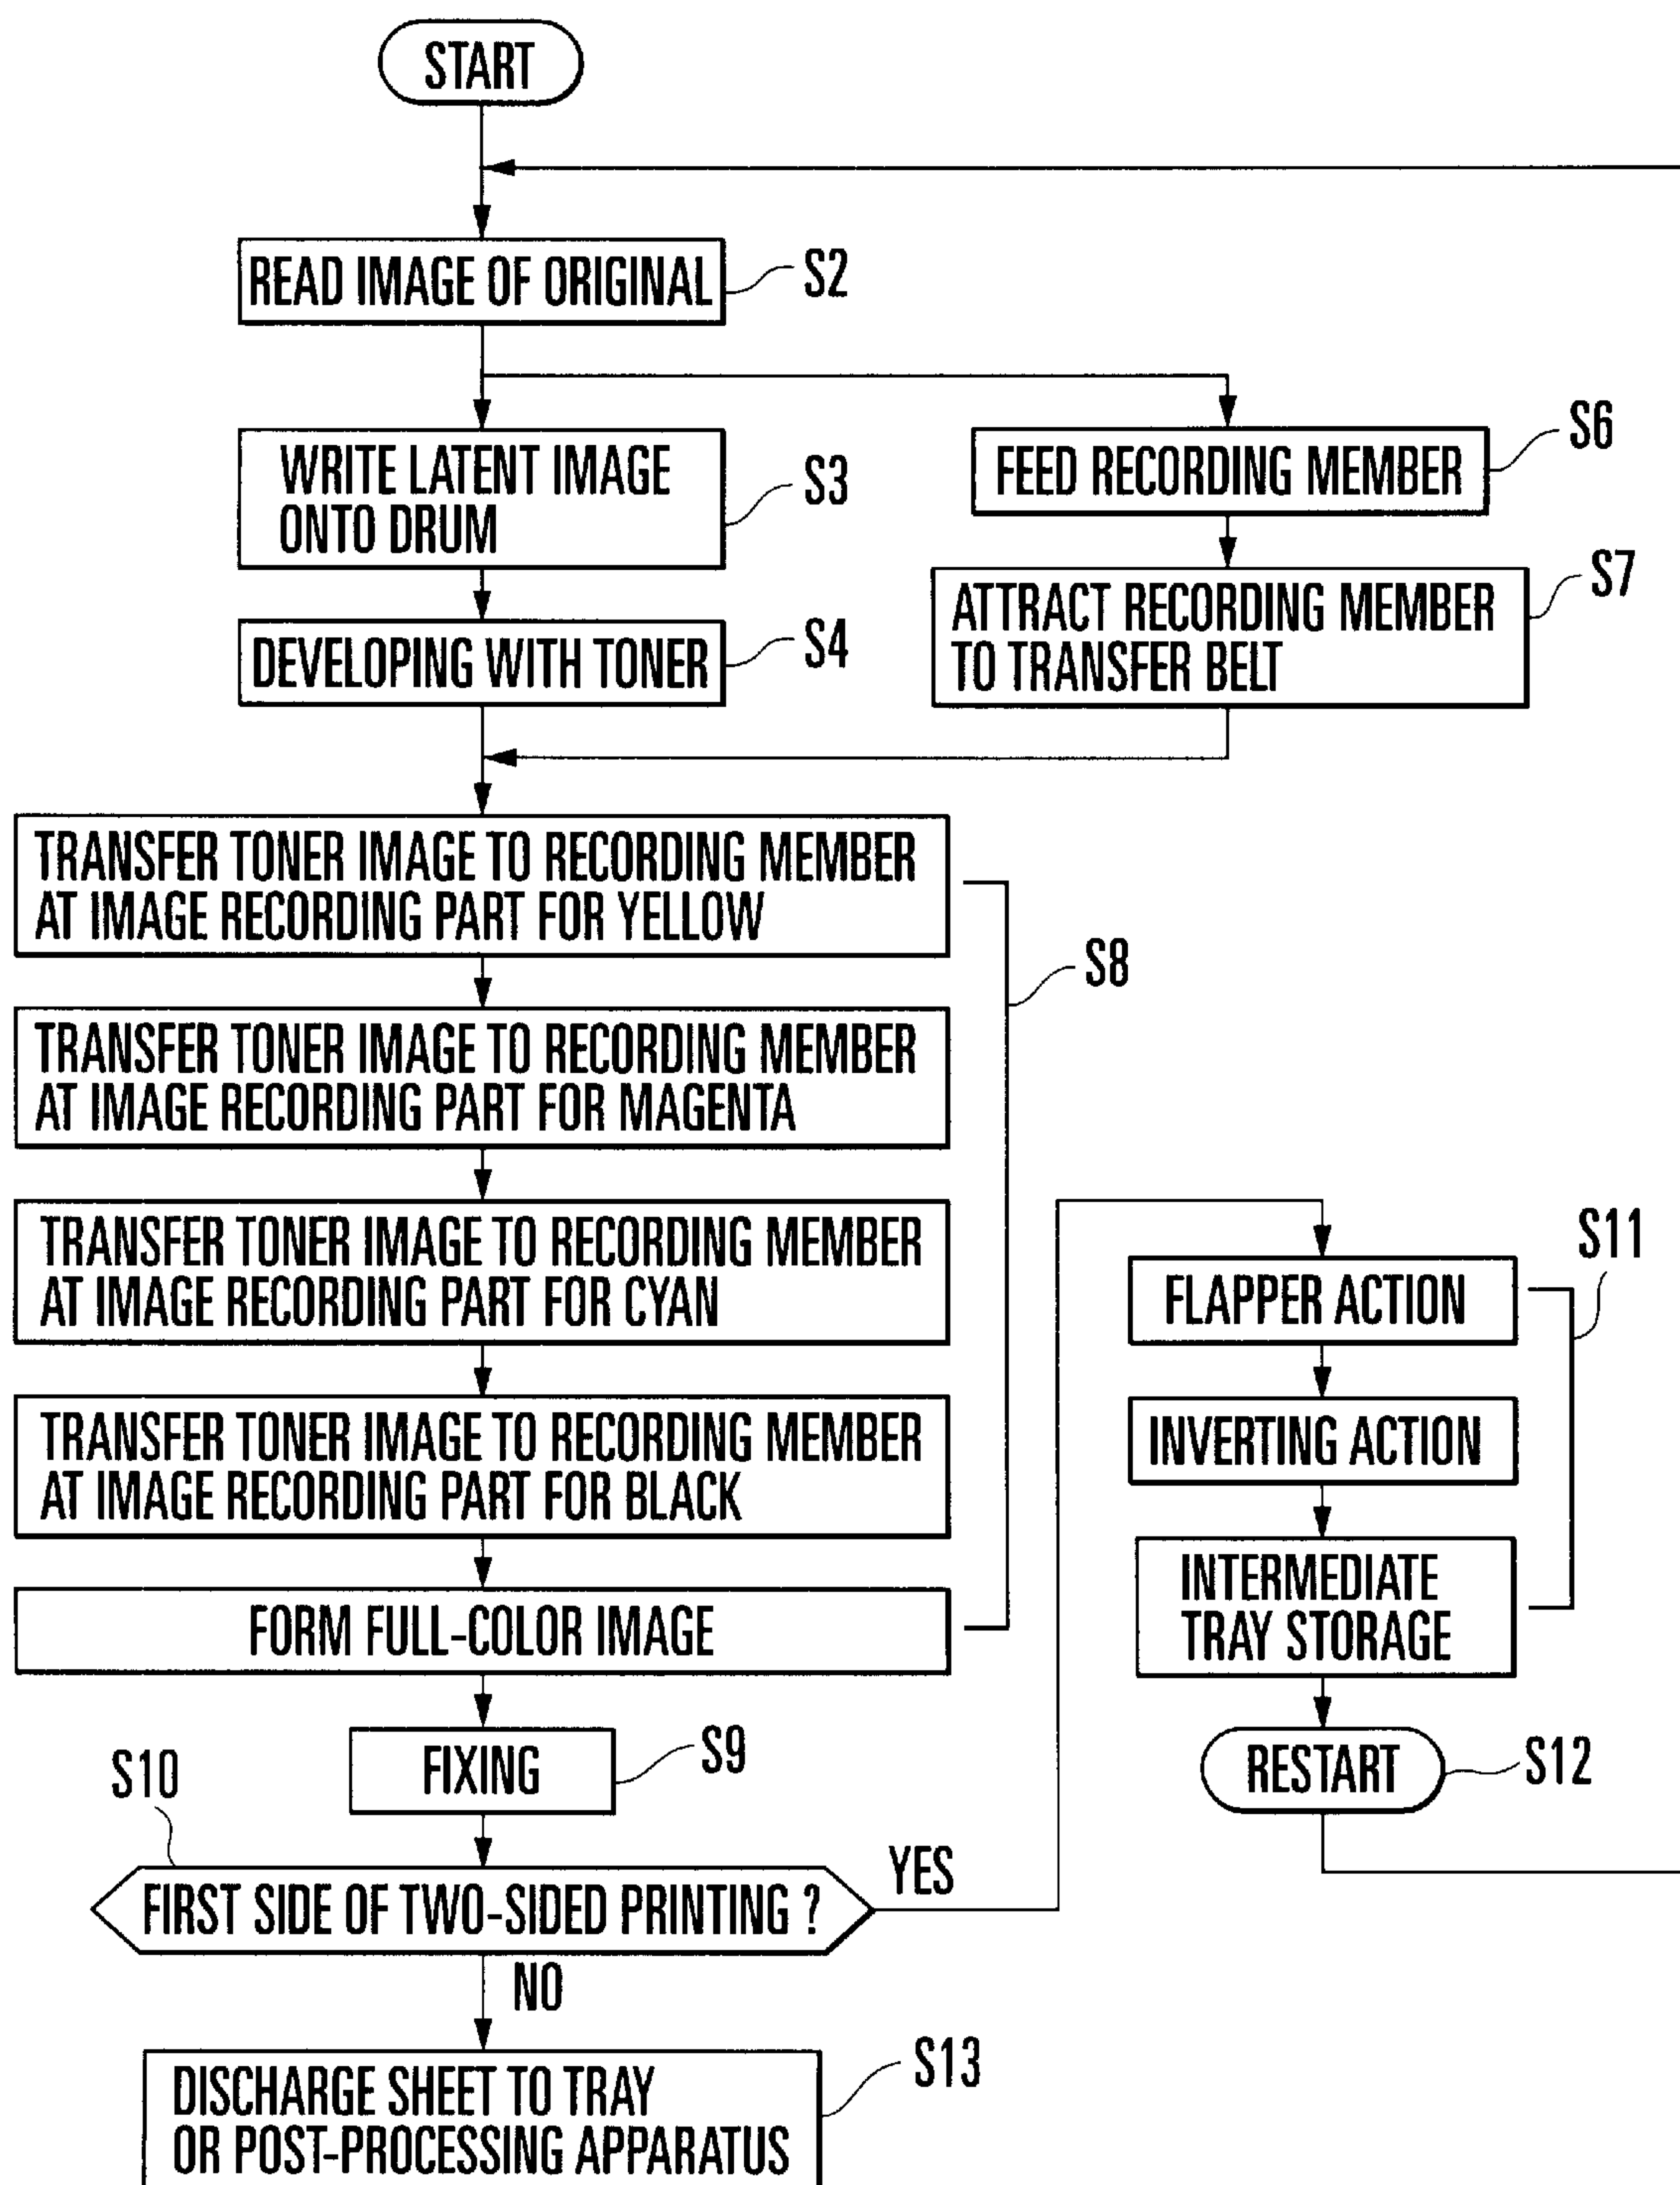 START
READ IMAGE OF ORIGINAL
S2
WRITE LATENT IMAGE
ONTO DRUM
S3
FEED RECORDING MEMBER
S6
DEVELOPING WITH TONER
S4
ATTRACT RECORDING MEMBER
TO TRANSFER BELT
S7
TRANSFER TONER IMAGE TO RECORDING MEMBER
AT IMAGE RECORDING PART FOR YELLOW
S8
TRANSFER TONER IMAGE TO RECORDING MEMBER
AT IMAGE RECORDING PART FOR MAGENTA
TRANSFER TONER IMAGE TO RECORDING MEMBER
AT IMAGE RECORDING PART FOR CYAN
TRANSFER TONER IMAGE TO RECORDING MEMBER
AT IMAGE RECORDING PART FOR BLACK
FORM FULL-COLOR IMAGE
FIXING
S9
S10
FIRST SIDE OF TWO-SIDED PRINTING ?
YES
NO
FLAPPER ACTION
S11
INVERTING ACTION
INTERMEDIATE
TRAY STORAGE
RESTART
S12
DISCHARGE SHEET TO TRAY
OR POST-PROCESSING APPARATUS
S13